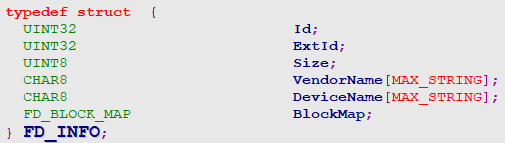 typedef struct {
UINT32 Id;
UINT32 ExtId;
UINT8 Size;
CHAR8 VendorName[MAX_STRING];
CHAR8 DeviceName[MAX_STRING];
FD_BLOCK_MAP BlockMap;
} FD_INFO;